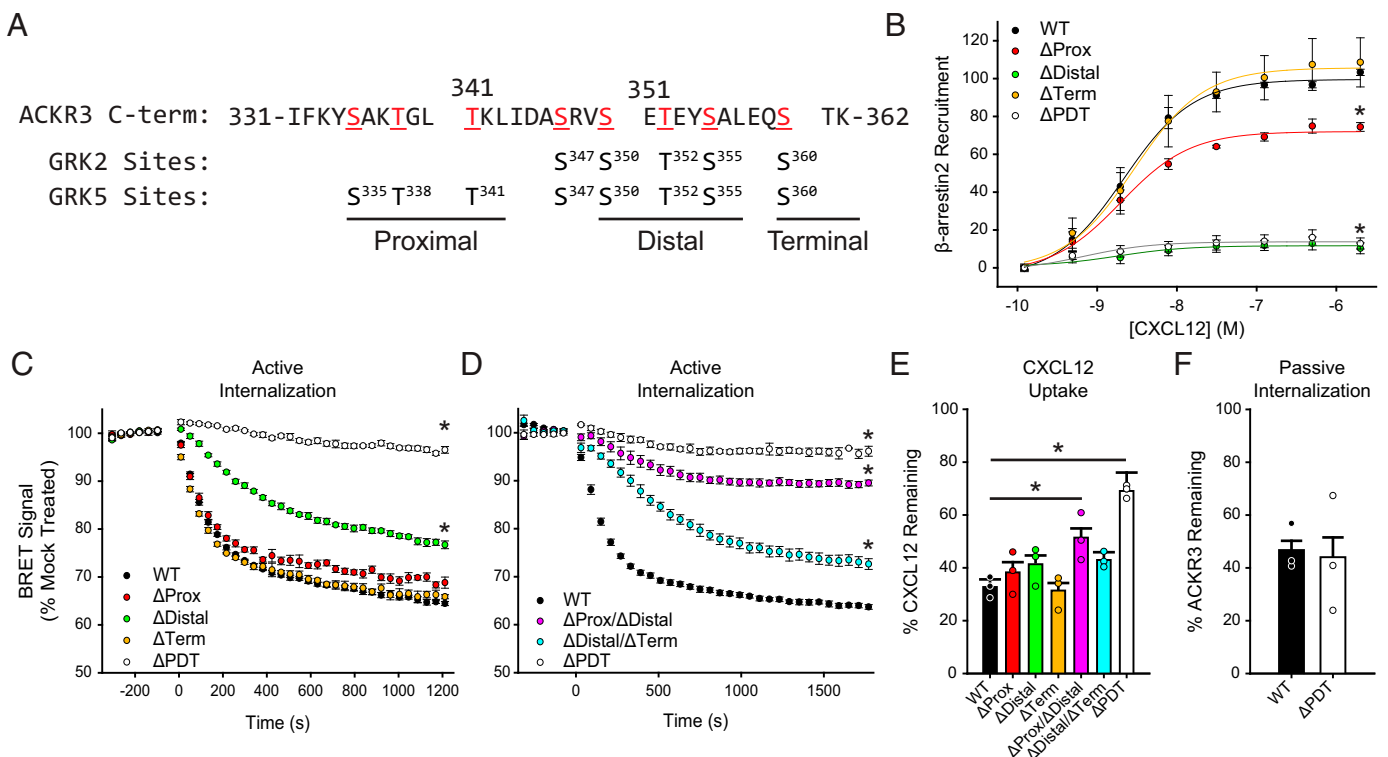 A
341 351
ACKR3 C-term: 331-IFKYSAKTGL TKLIDASRVS ETEYSALEQS TK-362
GRK2 Sites: S347 S350 T352 S355 S360
GRK5 Sites: S335 T338 T341 S347 S350 T352 S355 S360
Proximal Distal Terminal
B
WT
ΔProx
ΔDistal
ΔTerm
ΔPDT
β-arrestin2 Recruitment
120
100
80
60
40
20
0
*
*
-10 -9 -8 -7 -6
[CXCL12] (M)
C
Active
Internalization
BRET Signal
(% Mock Treated)
100
90
80
70
60
50
*
*
WT
ΔProx
ΔDistal
ΔTerm
ΔPDT
-200 0 200 400 600 800 1000 1200
Time (s)
D
Active
Internalization
100
90
80
70
60
50
*
*
*
WT
ΔProx/ΔDistal
ΔDistal/ΔTerm
ΔPDT
0 500 1000 1500
Time (s)
E
CXCL12
Uptake
% CXCL12 Remaining
100
80
60
40
20
0
*
*
WT
ΔProx
ΔDistal
ΔTerm
ΔProx/ΔDistal
ΔDistal/ΔTerm
ΔPDT
F
Passive
Internalization
% ACKR3 Remaining
100
80
60
40
20
0
WT
ΔPDT